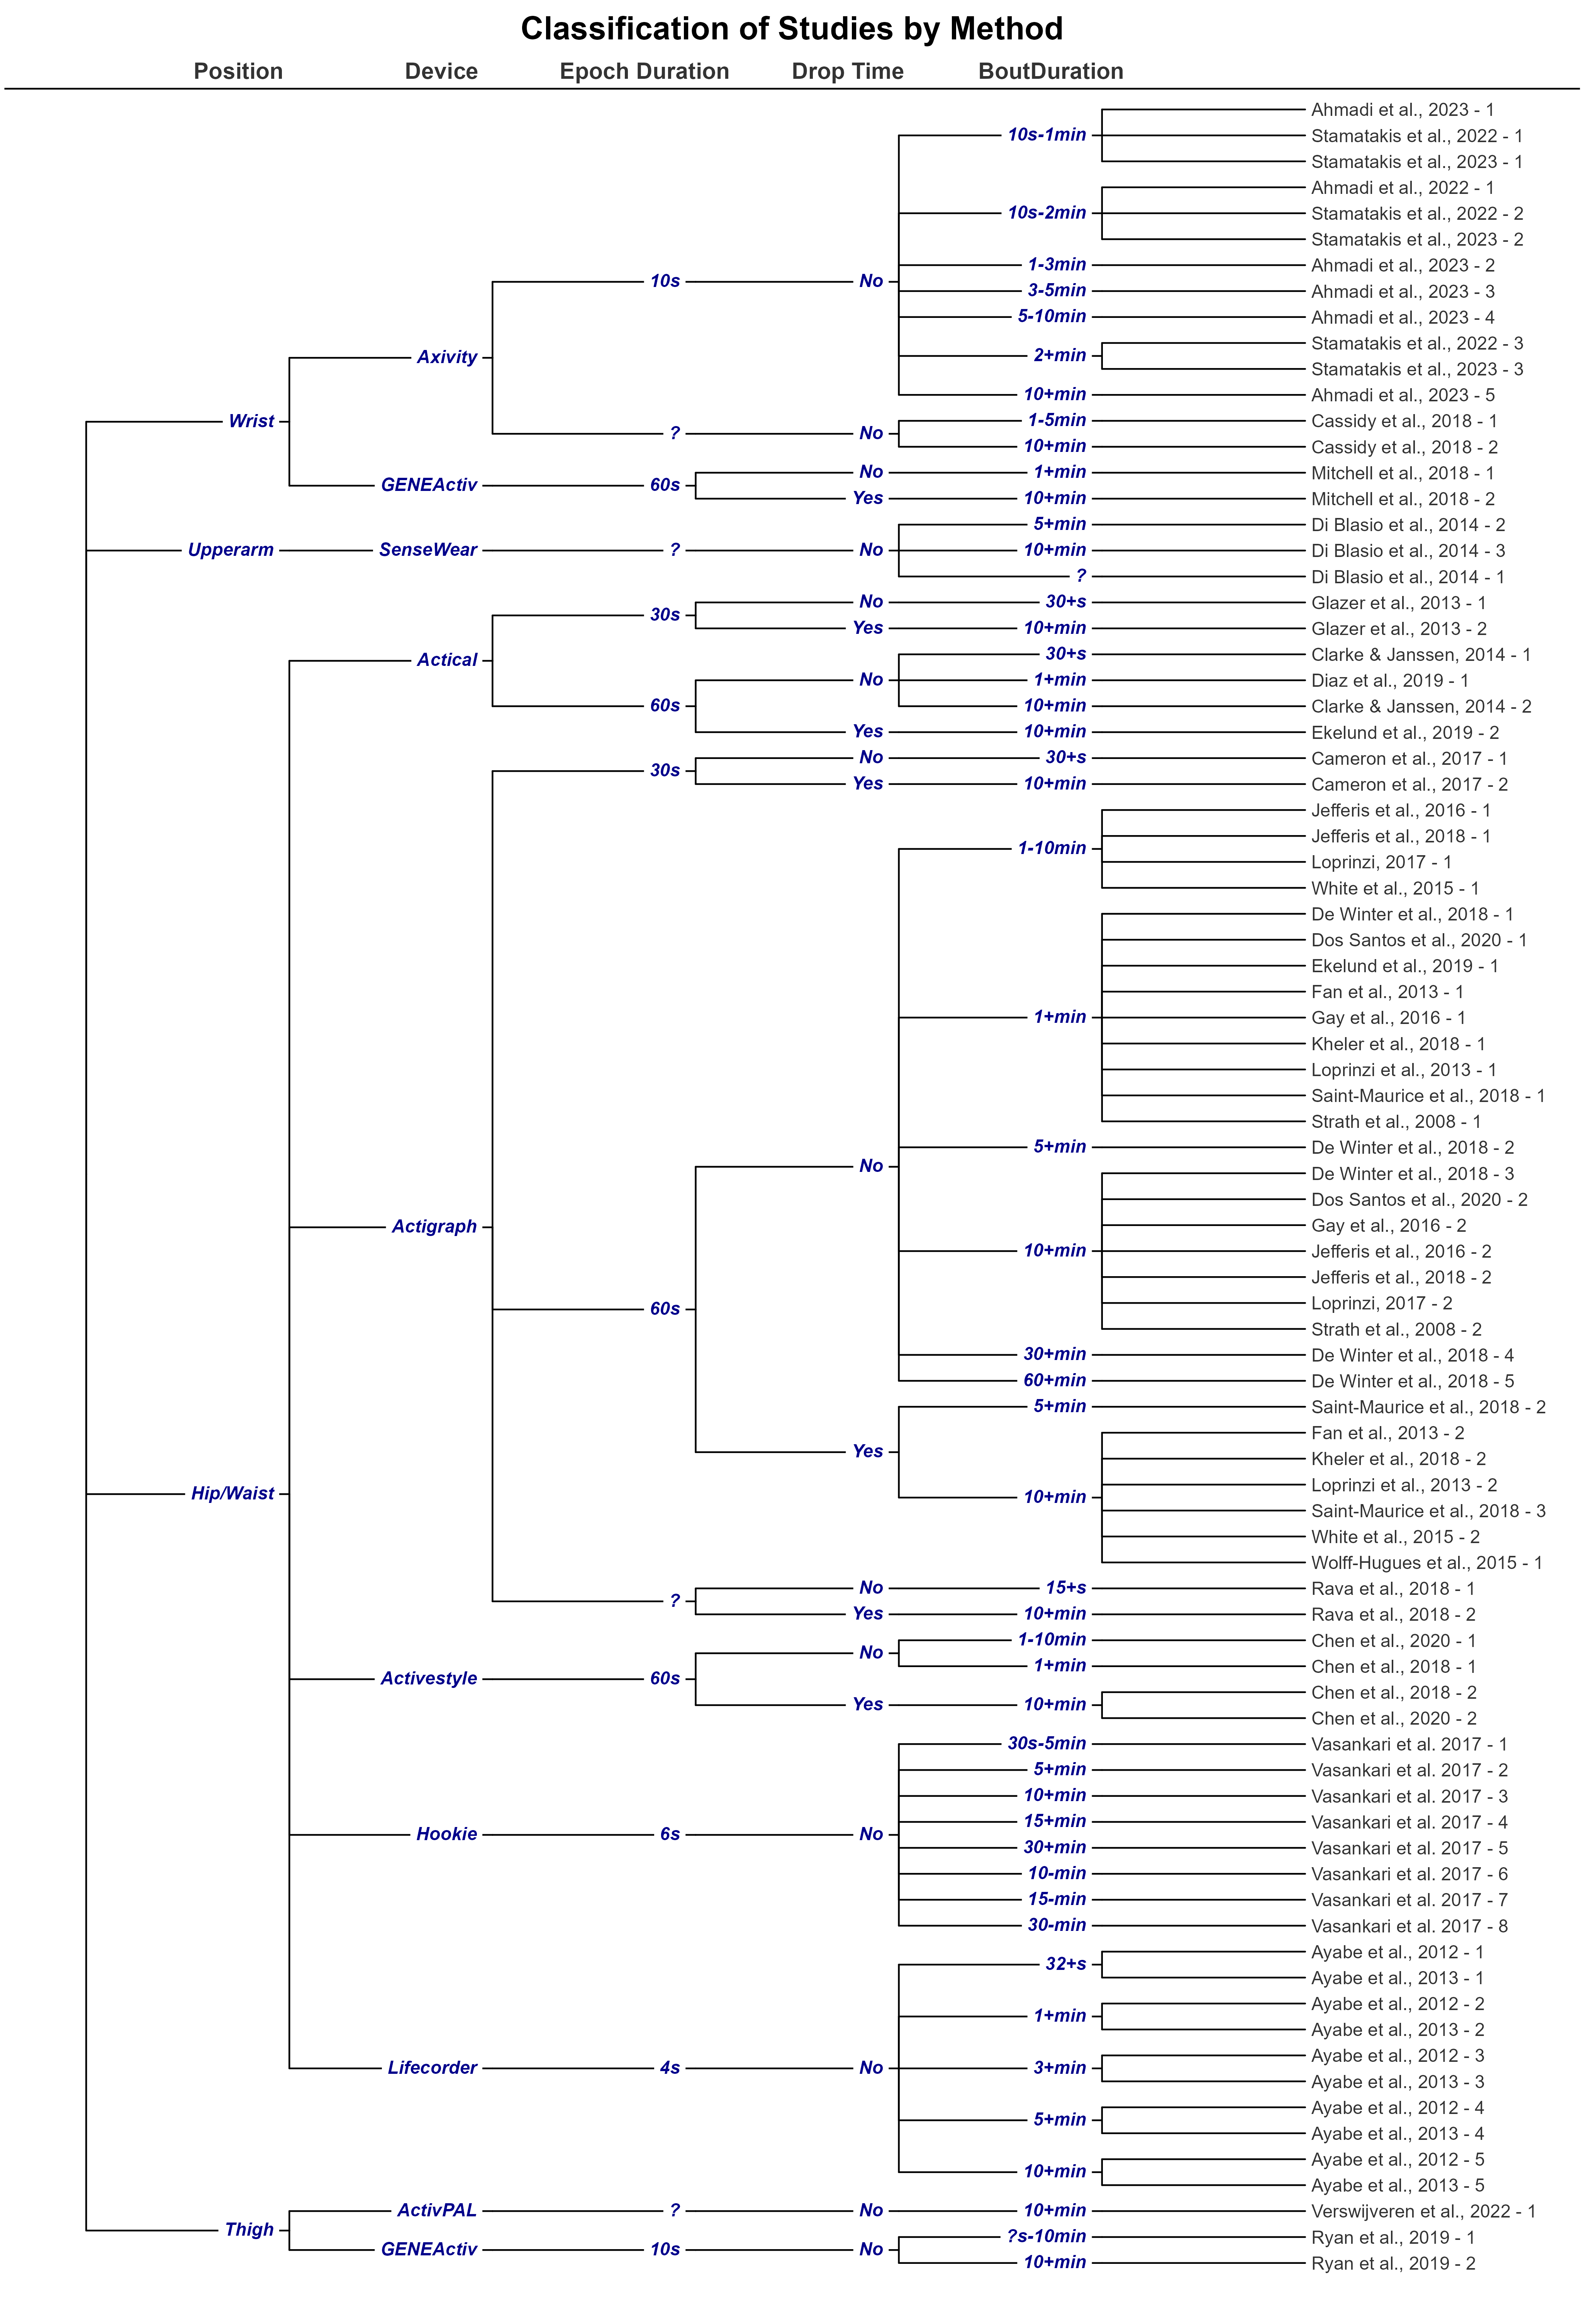 Classification of Studies by Method
Position Device Epoch Duration Drop Time BoutDuration
Ahmadi et al., 2023 - 1
10s-1min Stamatakis et al., 2022 - 1
Stamatakis et al., 2023 - 1
Ahmadi et al., 2022 - 1
10s-2min Stamatakis et al., 2022 - 2
Stamatakis et al., 2023 - 2
1-3min Ahmadi et al., 2023 - 2
10s No
3-5min Ahmadi et al., 2023 - 3
5-10min Ahmadi et al., 2023 - 4
Stamatakis et al., 2022 - 3
Axivity 2+min
Stamatakis et al., 2023 - 3
10+min Ahmadi et al., 2023 - 5
Wrist 1-5min Cassidy et al., 2018 - 1
? No
10+min Cassidy et al., 2018 - 2
No 1+min Mitchell et al., 2018 - 1
GENEActiv 60s
Yes 10+min Mitchell et al., 2018 - 2
5+min Di Blasio et al., 2014 - 2
Upperarm SenseWear ? No 10+min Di Blasio et al., 2014 - 3
? Di Blasio et al., 2014 - 1
No 30+s Glazer et al., 2013 - 1
30s
Yes 10+min Glazer et al., 2013 - 2
Actical 30+s Clarke & Janssen, 2014 - 1
No 1+min Diaz et al., 2019 - 1
60s 10+min Clarke & Janssen, 2014 - 2
Yes 10+min Ekelund et al., 2019 - 2
No 30+s Cameron et al., 2017 - 1
30s
Yes 10+min Cameron et al., 2017 - 2
Jefferis et al., 2016 - 1
Jefferis et al., 2018 - 1
1-10min
Loprinzi, 2017 - 1
White et al., 2015 - 1
De Winter et al., 2018 - 1
Dos Santos et al., 2020 - 1
Ekelund et al., 2019 - 1
Fan et al., 2013 - 1
1+min Gay et al., 2016 - 1
Kheler et al., 2018 - 1
Loprinzi et al., 2013 - 1
Saint-Maurice et al., 2018 - 1
Strath et al., 2008 - 1
5+min De Winter et al., 2018 - 2
No De Winter et al., 2018 - 3
Dos Santos et al., 2020 - 2
Actigraph Gay et al., 2016 - 2
10+min Jefferis et al., 2016 - 2
Jefferis et al., 2018 - 2
60s Loprinzi, 2017 - 2
Strath et al., 2008 - 2
30+min De Winter et al., 2018 - 4
60+min De Winter et al., 2018 - 5
5+min Saint-Maurice et al., 2018 - 2
Fan et al., 2013 - 2
Yes Kheler et al., 2018 - 2
Loprinzi et al., 2013 - 2
Hip/Waist 10+min
Saint-Maurice et al., 2018 - 3
White et al., 2015 - 2
Wolff-Hugues et al., 2015 - 1
No 15+s Rava et al., 2018 - 1
?
Yes 10+min Rava et al., 2018 - 2
1-10min Chen et al., 2020 - 1
No
1+min Chen et al., 2018 - 1
Activestyle 60s
Chen et al., 2018 - 2
Yes 10+min
Chen et al., 2020 - 2
30s-5min Vasankari et al. 2017 - 1
5+min Vasankari et al. 2017 - 2
10+min Vasankari et al. 2017 - 3
15+min Vasankari et al. 2017 - 4
Hookie 6s No
30+min Vasankari et al. 2017 - 5
10-min Vasankari et al. 2017 - 6
15-min Vasankari et al. 2017 - 7
30-min Vasankari et al. 2017 - 8
Ayabe et al., 2012 - 1
32+s
Ayabe et al., 2013 - 1
Ayabe et al., 2012 - 2
1+min
Ayabe et al., 2013 - 2
Ayabe et al., 2012 - 3
Lifecorder 4s No 3+min
Ayabe et al., 2013 - 3
Ayabe et al., 2012 - 4
5+min
Ayabe et al., 2013 - 4
Ayabe et al., 2012 - 5
10+min
Ayabe et al., 2013 - 5
ActivPAL ? No 10+min Verswijveren et al., 2022 - 1
Thigh
?s-10min Ryan et al., 2019 - 1
GENEActiv 10s No
10+min Ryan et al., 2019 - 2